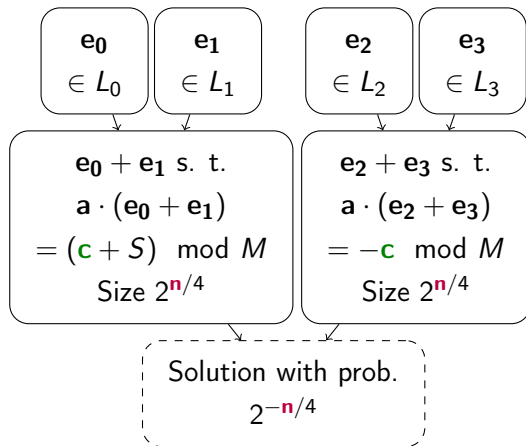 e₀ e₁ e₂ e₃
∈ L₀ ∈ L₁ ∈ L₂ ∈ L₃
e₀ + e₁ s. t.
a · (e₀ + e₁)
= (c + S) mod M
Size 2^{n/4}
e₂ + e₃ s. t.
a · (e₂ + e₃)
= −c mod M
Size 2^{n/4}
Solution with prob.
2^{−n/4}